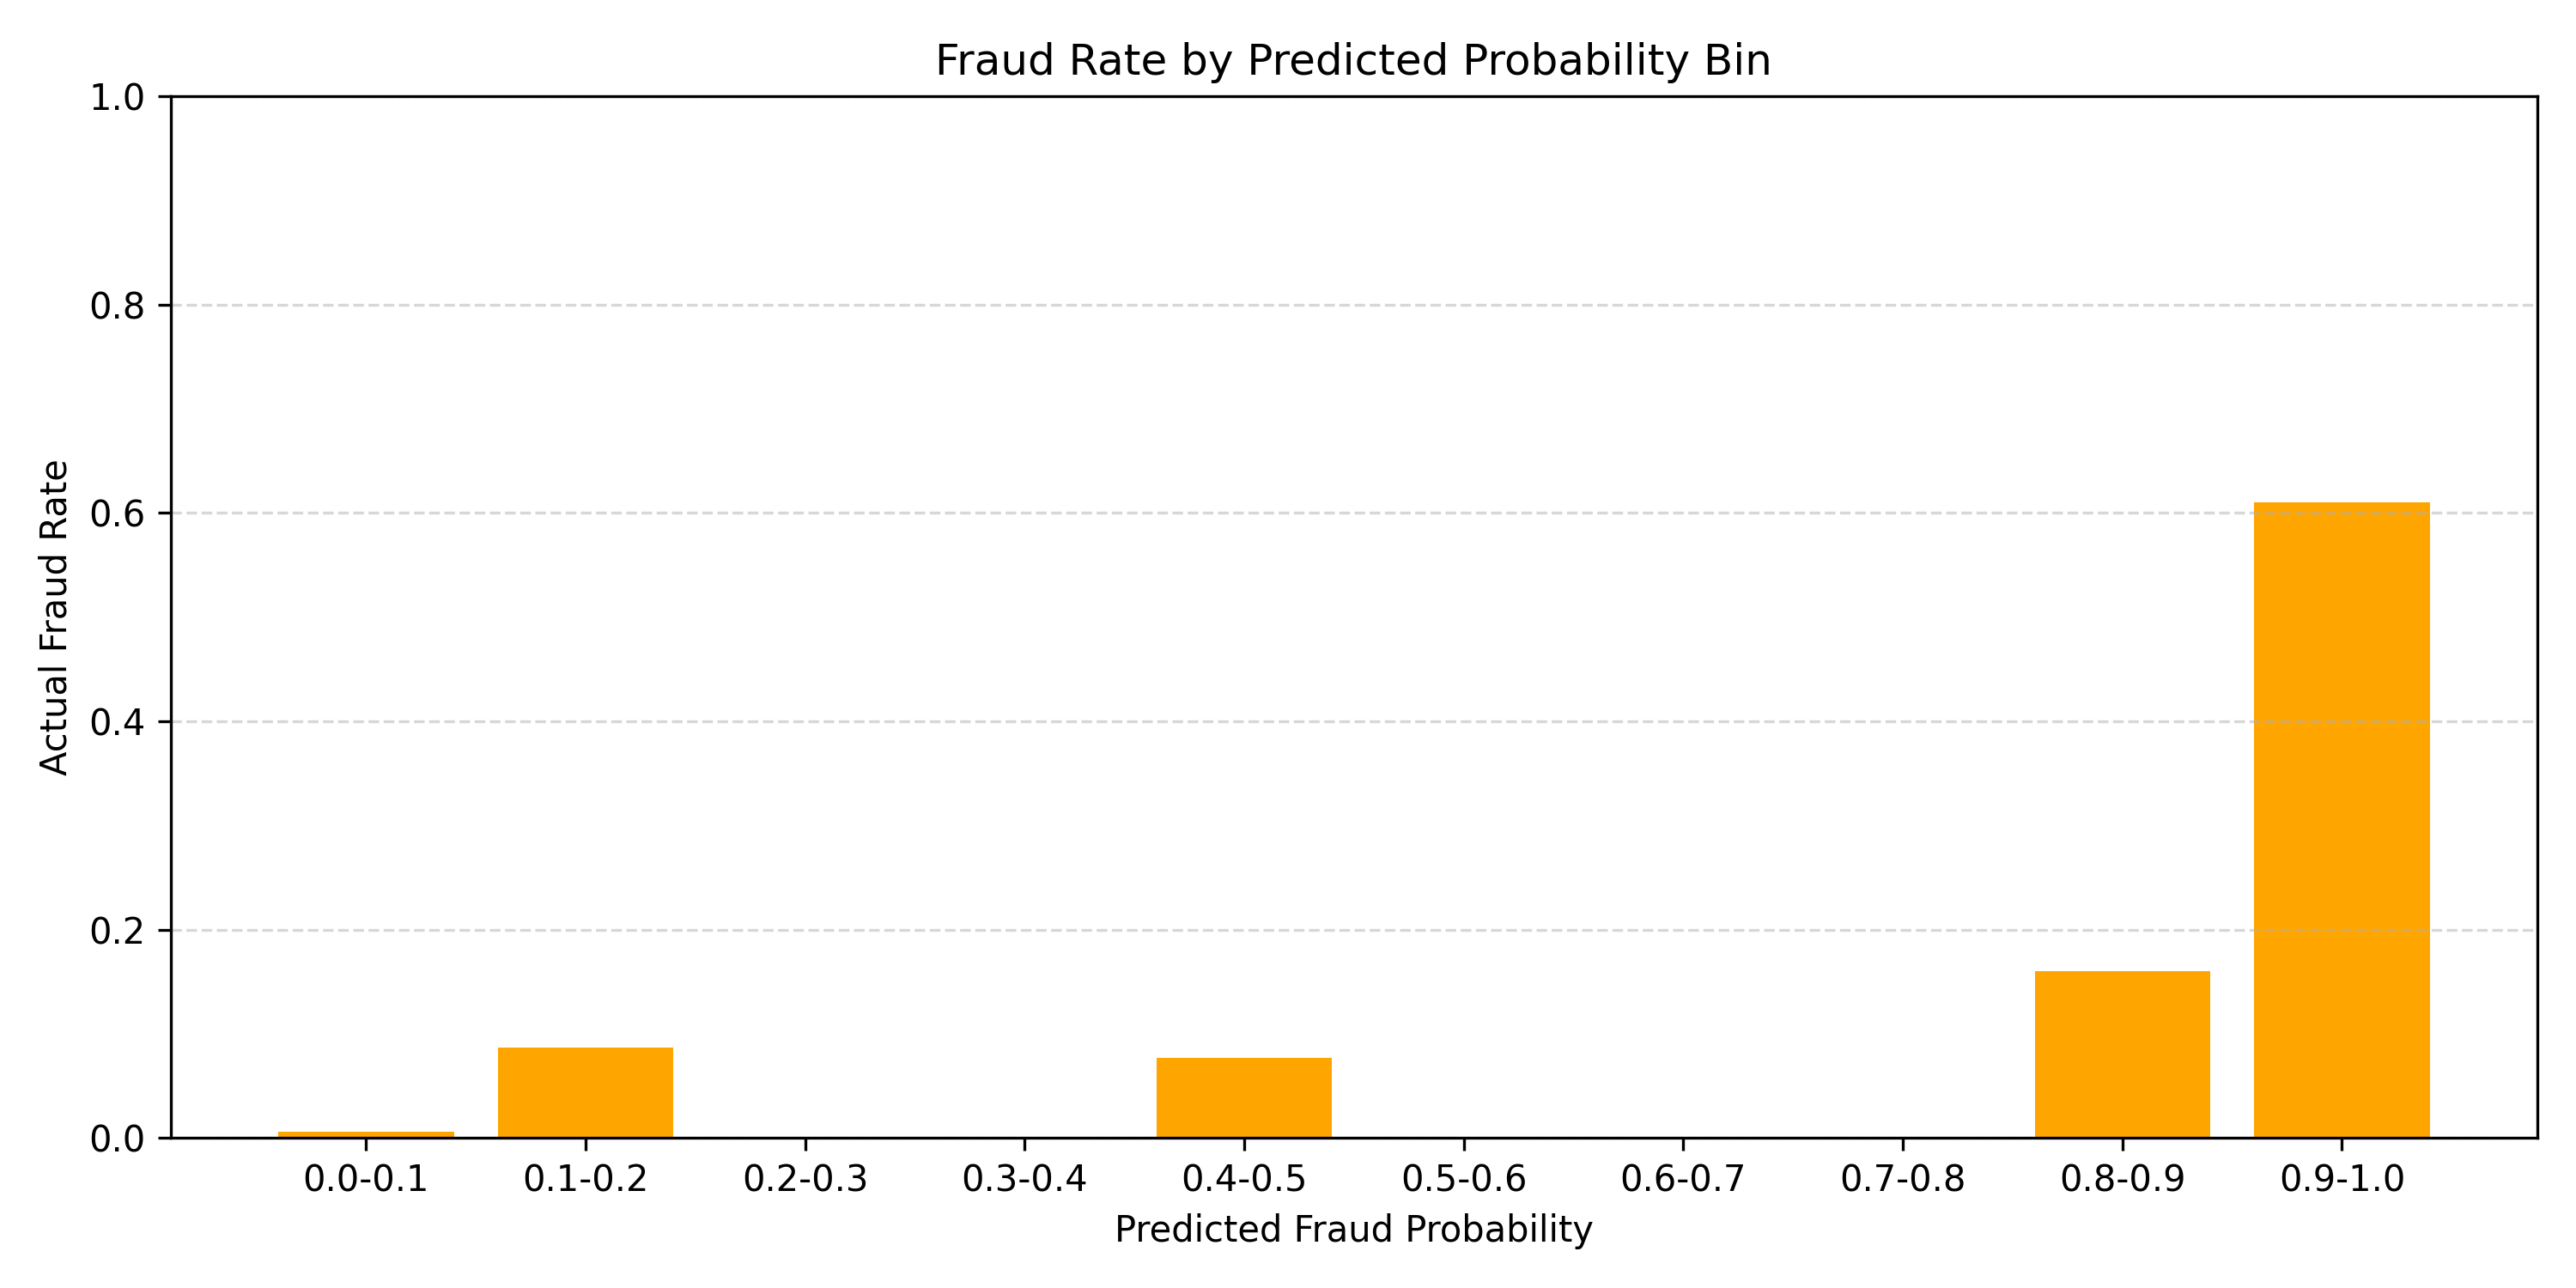 Fraud Rate by Predicted Probability Bin
1.0
0.8
0.6
0.4
0.2
0.0
Actual Fraud Rate
0.0-0.1 0.1-0.2 0.2-0.3 0.3-0.4 0.4-0.5 0.5-0.6 0.6-0.7 0.7-0.8 0.8-0.9 0.9-1.0
Predicted Fraud Probability